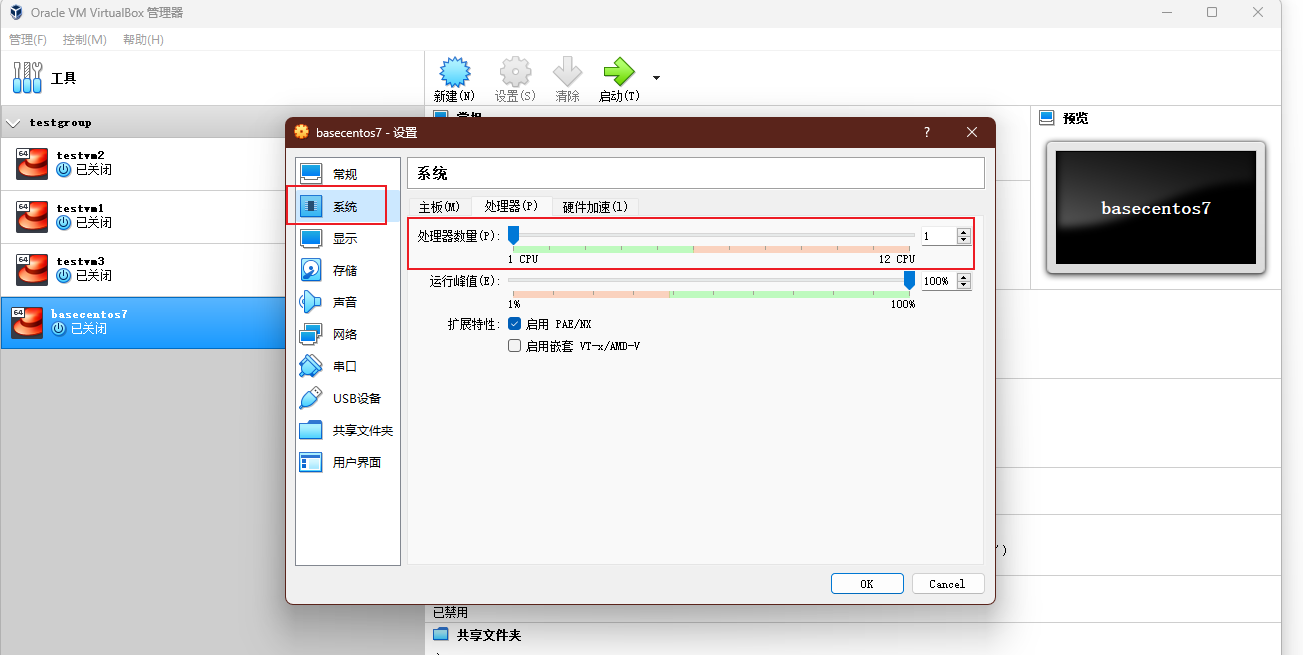 Oracle VM VirtualBox 管理器
管理(F) 控制(M) 帮助(H)
工具
新建(N) 设置(S) 清除 启动(T)
testgroup
64 testvm2
已关闭
64 testvm1
已关闭
64 testvm3
已关闭
64 basecentos7
已关闭
常规
预览
basecentos7
basecentos7 - 设置
?
常规
系统
显示
存储
声音
网络
串口
USB设备
共享文件夹
用户界面
系统
主板(M) 处理器(P) 硬件加速(l)
处理器数量(P): 1
1 CPU 12 CPU
运行峰值(E): 100%
1% 100%
扩展特性: 启用 PAE/NX
启用嵌套 VT-x/AMD-V
OK Cancel
')
已禁用
共享文件夹